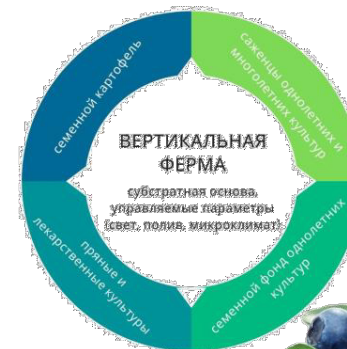 семенной картофель
саженцы однолетних и
многолетних культур
ВЕРТИКАЛЬНАЯ
ФЕРМА
субстратная основа,
управляемые параметры
(свет, полив, микроклимат)
пряные и
лекарственные культуры
семенной фонд однолетних
культур